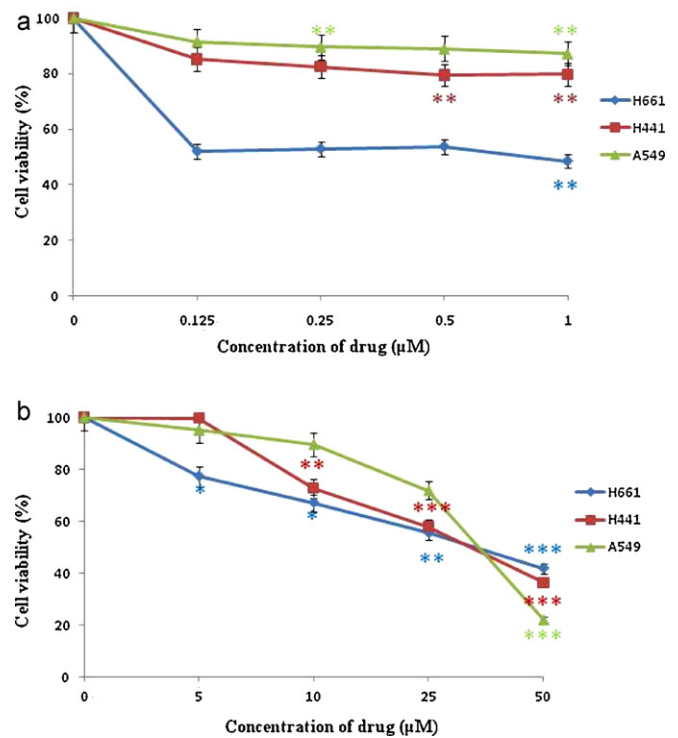 a
100
80
60
40
20
0
Cell viability (%)
** **
** **
**
0 0.125 0.25 0.5 1
Concentration of drug (µM)
H661
H441
A549
b
100
80
60
40
20
0
Cell viability (%)
**
* * ***
** ***
***
***
0 5 10 25 50
Concentration of drug (µM)
H661
H441
A549